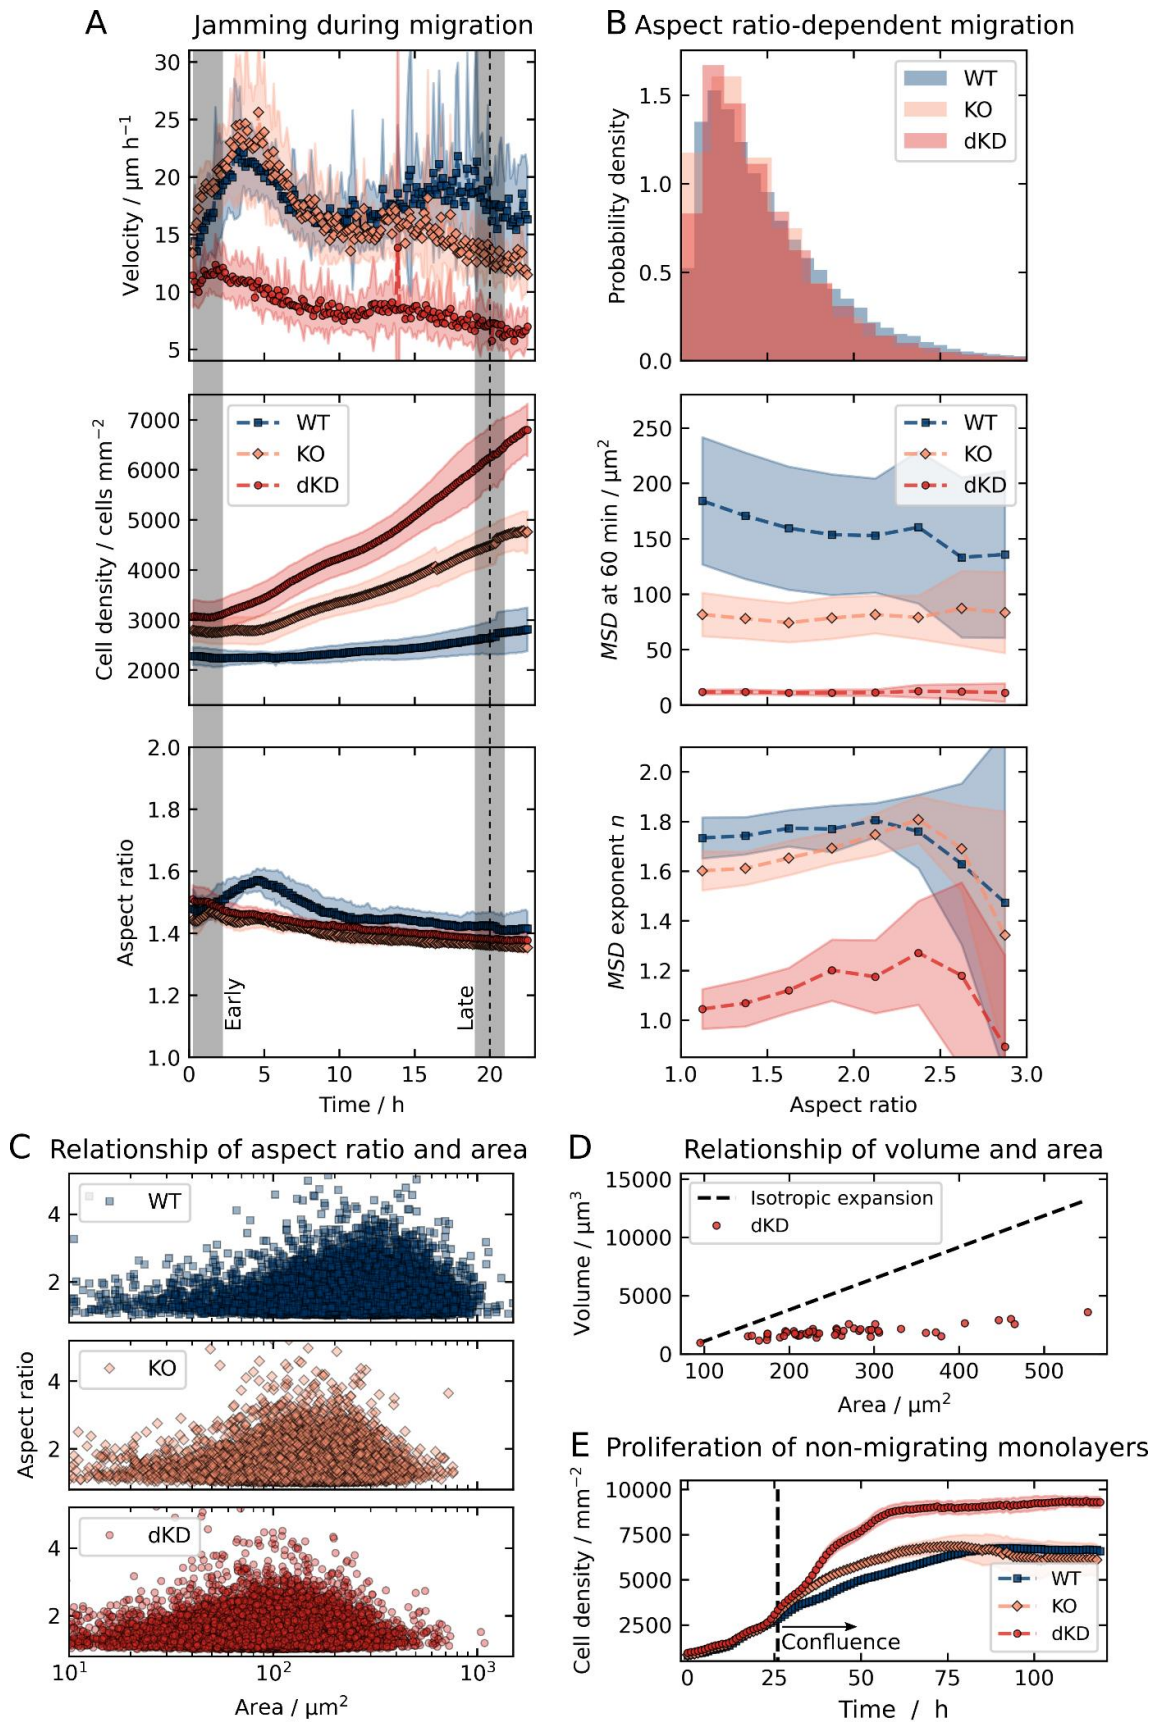 A Jamming during migration
30
25
20
15
10
5
Velocity / µm h⁻¹
7000
6000
5000
4000
3000
2000
Cell density / cells mm⁻²
WT
KO
dKD
2.0
1.8
1.6
1.4
1.2
1.0
Aspect ratio
Early
Late
0 5 10 15 20
Time / h
B Aspect ratio-dependent migration
1.5
1.0
0.5
0.0
Probability density
WT
KO
dKD
250
200
150
100
50
0
MSD at 60 min / µm²
WT
KO
dKD
2.0
1.8
1.6
1.4
1.2
1.0
MSD exponent n
1.0 1.5 2.0 2.5 3.0
Aspect ratio
C Relationship of aspect ratio and area
4
2
WT
4
2
KO
4
2
dKD
Aspect ratio
10¹ 10² 10³
Area / µm²
D Relationship of volume and area
15000
10000
5000
0
Volume / µm³
Isotropic expansion
dKD
100 200 300 400 500
Area / µm²
E Proliferation of non-migrating monolayers
10000
7500
5000
2500
Cell density / mm⁻²
Confluence
WT
KO
dKD
0 25 50 75 100
Time / h